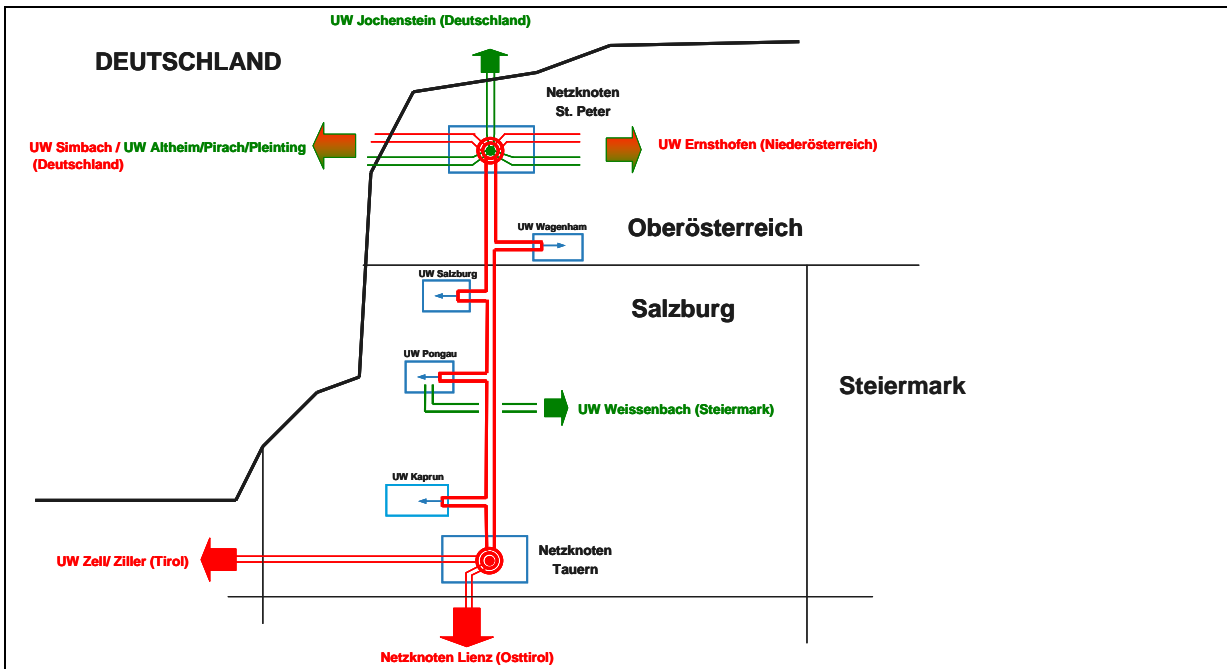 UW Jochenstein (Deutschland)
DEUTSCHLAND
Netzknoten
St. Peter
UW Simbach / UW Altheim/Pirach/Pleinting
(Deutschland)
UW Ernsthofen (Niederösterreich)
UW Wagenham
Oberösterreich
UW Salzburg
Salzburg
UW Pongau
Steiermark
UW Weissenbach (Steiermark)
UW Kaprun
UW Zell/ Ziller (Tirol)
Netzknoten
Tauern
Netzknoten Lienz (Osttirol)